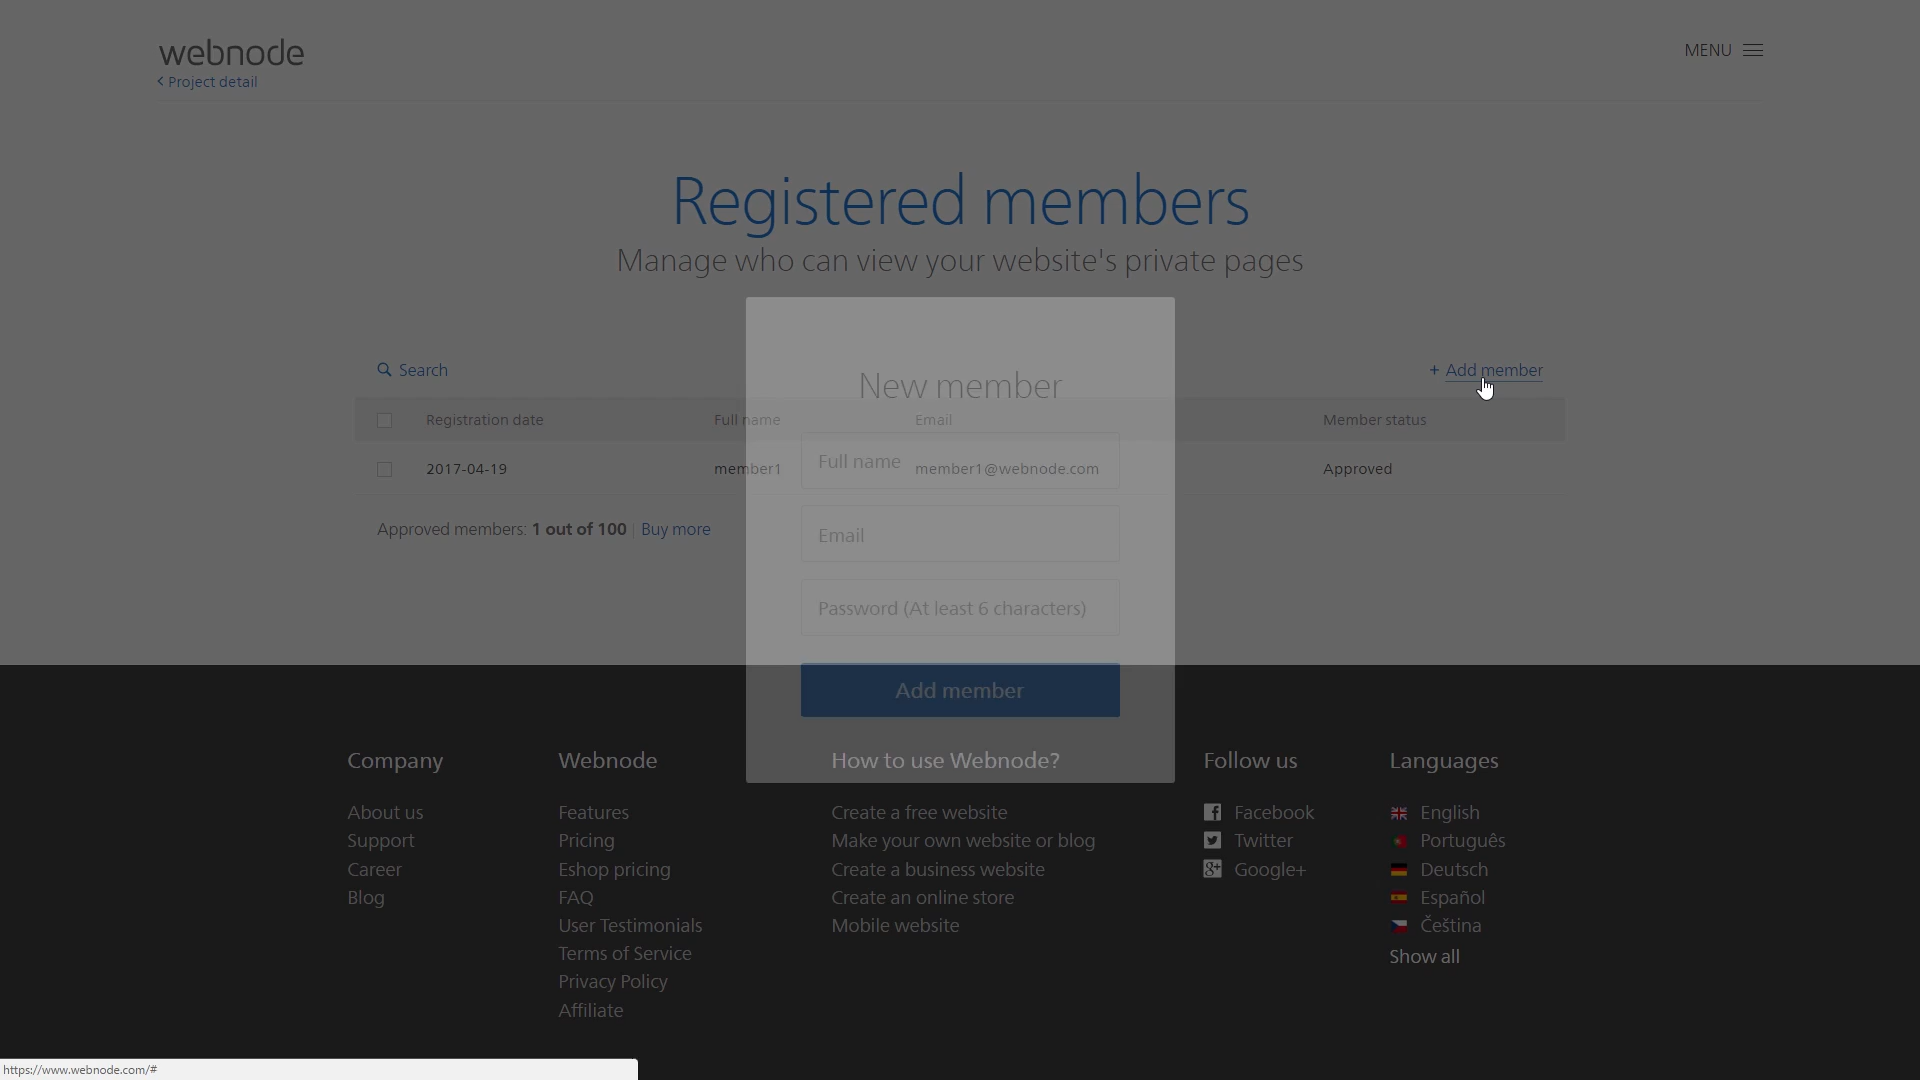 webnode
MENU
Project detail
Registered members
Manage who can view your website's private pages
Search
+ Add member
New member
Registration date Full name Email Member status
Full name
2017-04-19 member1 member1@webnode.com Approved
Approved members: 1 out of 100 | Buy more
Email
Password (At least 6 characters)
Add member
Company
About us
Support
Career
Blog
Webnode
Features
Pricing
Eshop pricing
FAQ
User Testimonials
Terms of Service
Privacy Policy
Affiliate
How to use Webnode?
Create a free website
Make your own website or blog
Create a business website
Create an online store
Mobile website
Follow us
Facebook
Twitter
Google+
Languages
English
Português
Deutsch
Español
Čeština
Show all
https://www.webnode.com/#